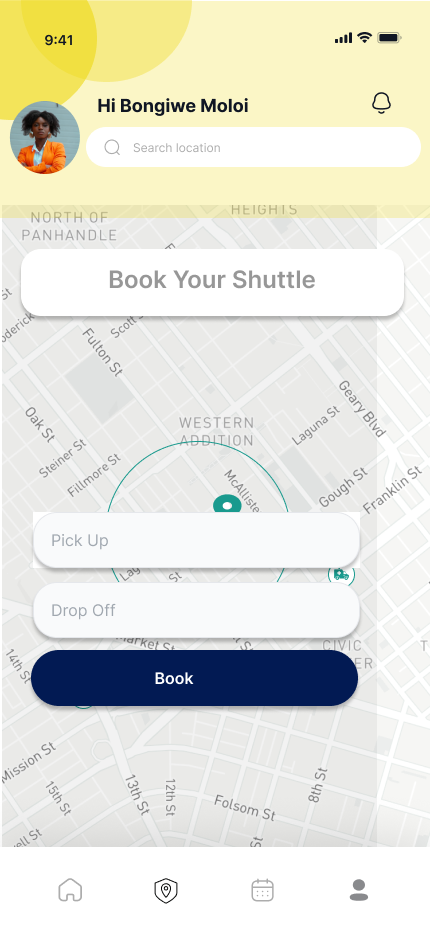 9:41
Hi Bongiwe Moloi
Search location
HEIGHTS
NORTH OF
PANHANDLE
Book Your Shuttle
Scott
Fulton St
Geary Blvd
Oak St
WESTERN
ADDITION
Laguna St
Steiner St
Fillmore St
Gough St
Franklin St
McAlliste
Pick Up
Lag
St
Drop Off
Market St
St
CIVIC
ER
14th St
Book
Mission St
15th St
13th St
12th St
8th St
Folsom St
ell St
St